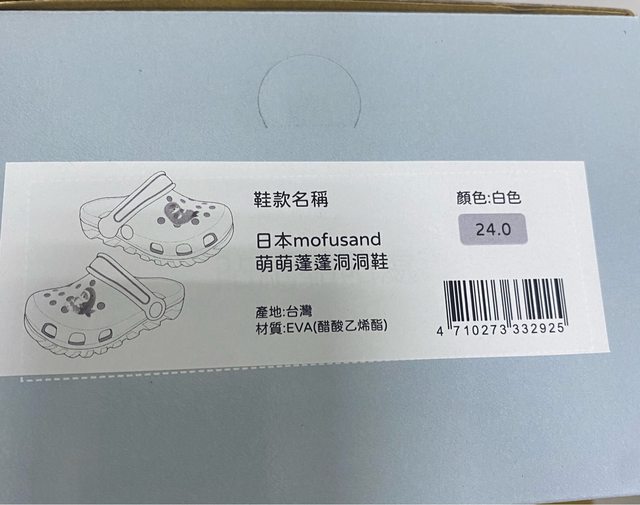 鞋款名稱
日本mofusand
萌萌蓬蓬洞洞鞋
產地:台灣
材質:EVA(醋酸乙烯酯)
顏色:白色
24.0
4 710273 332925